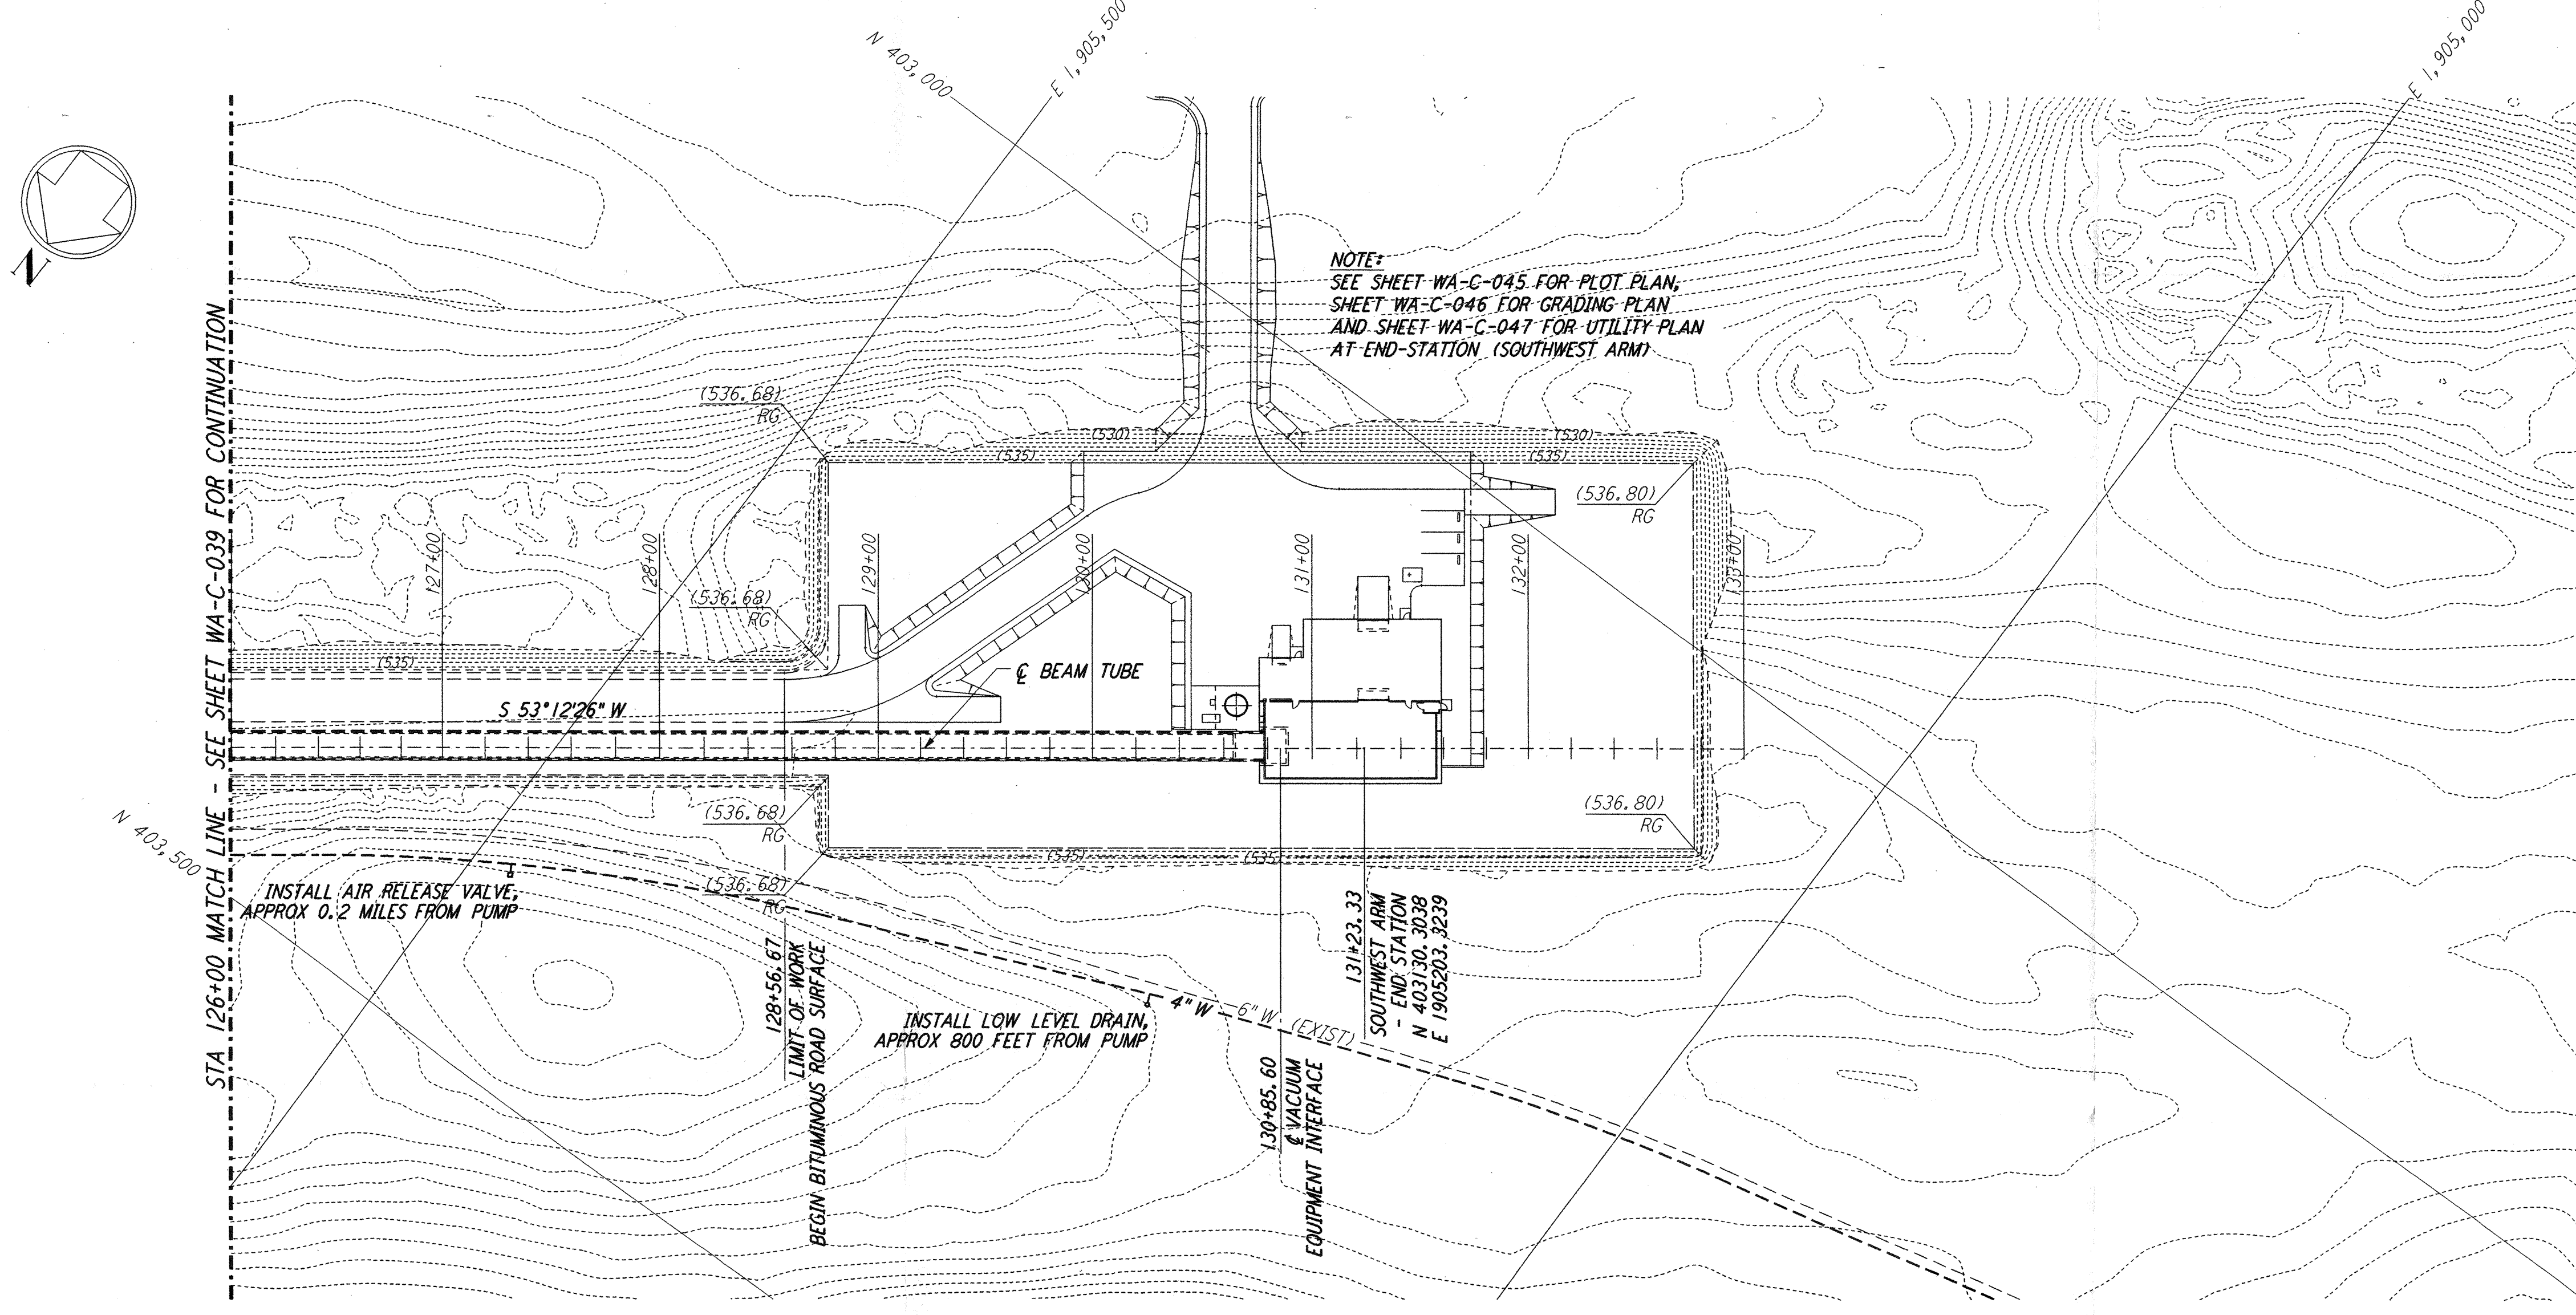 N 403,000
E 1,905,500
E 1,905,000
N
STA 126+00 MATCH LINE - SEE SHEET WA-C-039 FOR CONTINUATION
NOTE:
SEE SHEET WA-C-045 FOR PLOT PLAN,
SHEET WA-C-046 FOR GRADING PLAN
AND SHEET WA-C-047 FOR UTILITY PLAN
AT END-STATION (SOUTHWEST ARM)
(536.68)
RG
(530)
(530)
(535)
(535)
(536.80)
RG
127+00
128+00
129+00
130+00
131+00
132+00
133+00
(536.68)
RG
(535)
℄ BEAM TUBE
S 53°12'26" W
(536.68)
RG
(536.80)
RG
N 403,500
(535)
(535)
(536.68)
RG
INSTALL AIR RELEASE VALVE,
APPROX 0.2 MILES FROM PUMP
128+56.67
LIMIT OF WORK
BEGIN BITUMINOUS ROAD SURFACE
INSTALL LOW LEVEL DRAIN,
APPROX 800 FEET FROM PUMP
4" W
6" W (EXIST)
131+23.33
SOUTHWEST ARM
- END STATION
N 403130.3038
E 1905203.3239
130+85.60
℄ VACUUM
EQUIPMENT INTERFACE